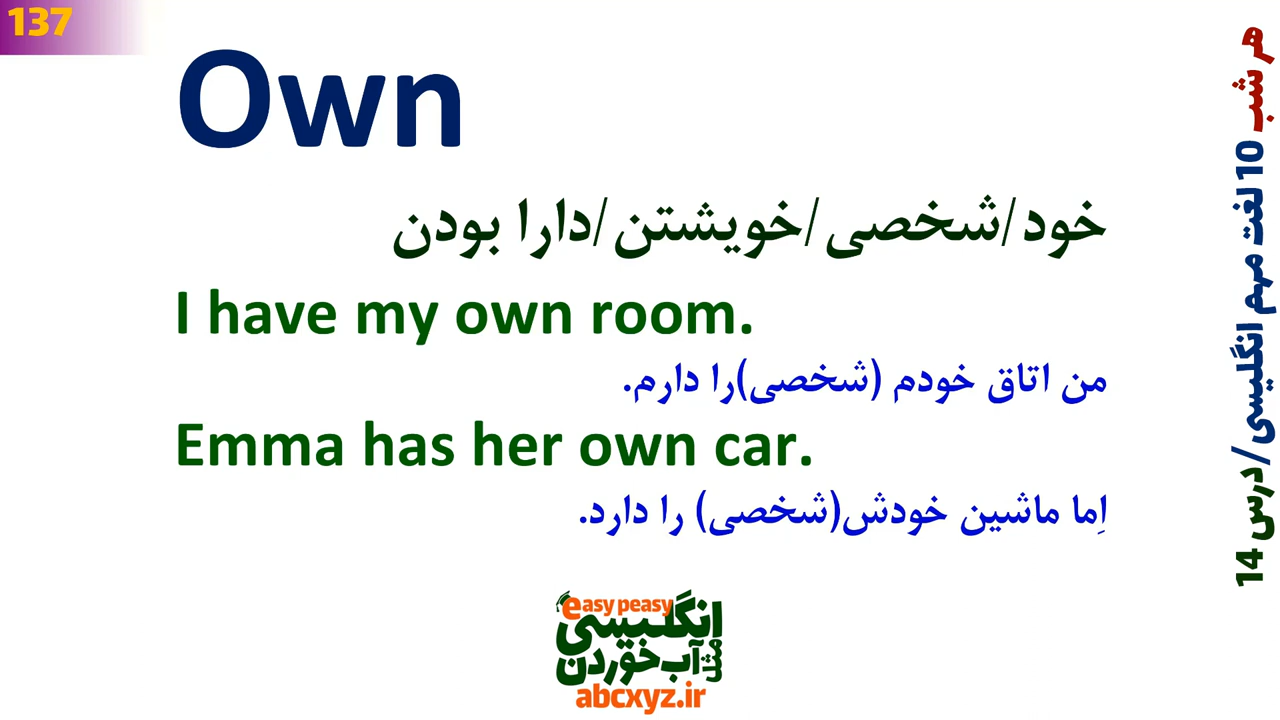 137
Own
خود/شخصی/خویشتن/دارا بودن
I have my own room.
من اتاق خودم (شخصی)را دارم.
Emma has her own car.
اِما ماشین خودش(شخصی) را دارد.
هر شب 10 لغت مهم انگلیسی/درس 14
easy peasy
انگلیسی
مثل آب خوردن
abcxyz.ir